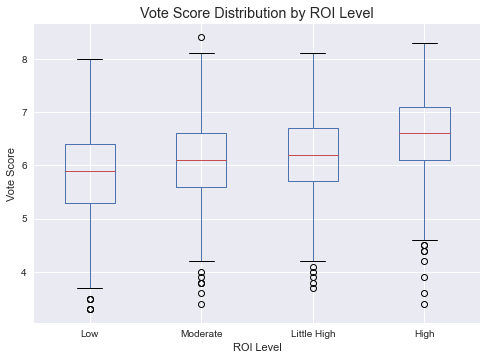 Vote Score Distribution by ROI Level
Vote Score
8
7
6
5
4
Low Moderate Little High High
ROI Level